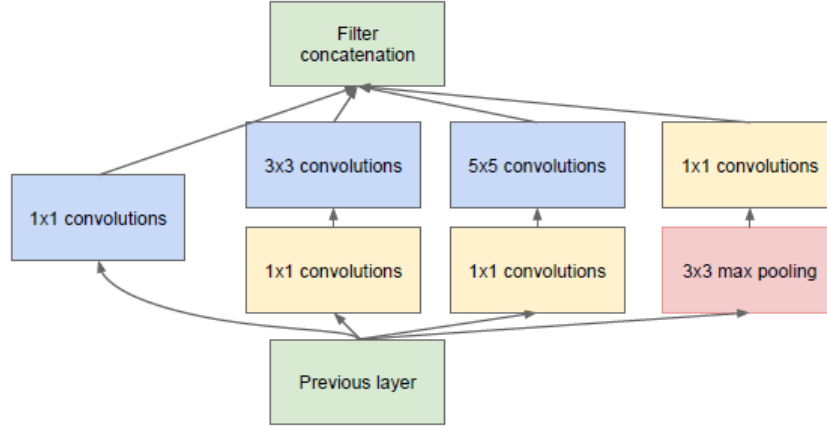 Filter
concatenation
3x3 convolutions
5x5 convolutions
1x1 convolutions
1x1 convolutions
1x1 convolutions
1x1 convolutions
3x3 max pooling
Previous layer